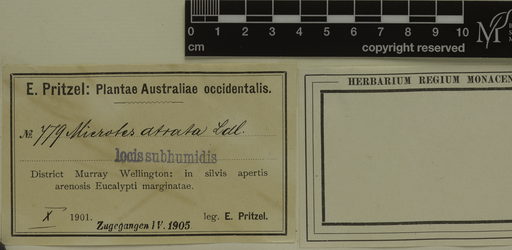 0 1 2 3 4 5 6 7 8 9 10
cm
copyright reserved
M
E. Pritzel: Plantae Australiae occidentalis.
№ 779 Microtis atrata Ldl.
locis subhumidis
District Murray Wellington: in silvis apertis
arenosis Eucalypti marginatae.
X 1901. leg. E. Pritzel.
Zugegangen IV. 1905
HERBARIUM REGIUM MONACEN